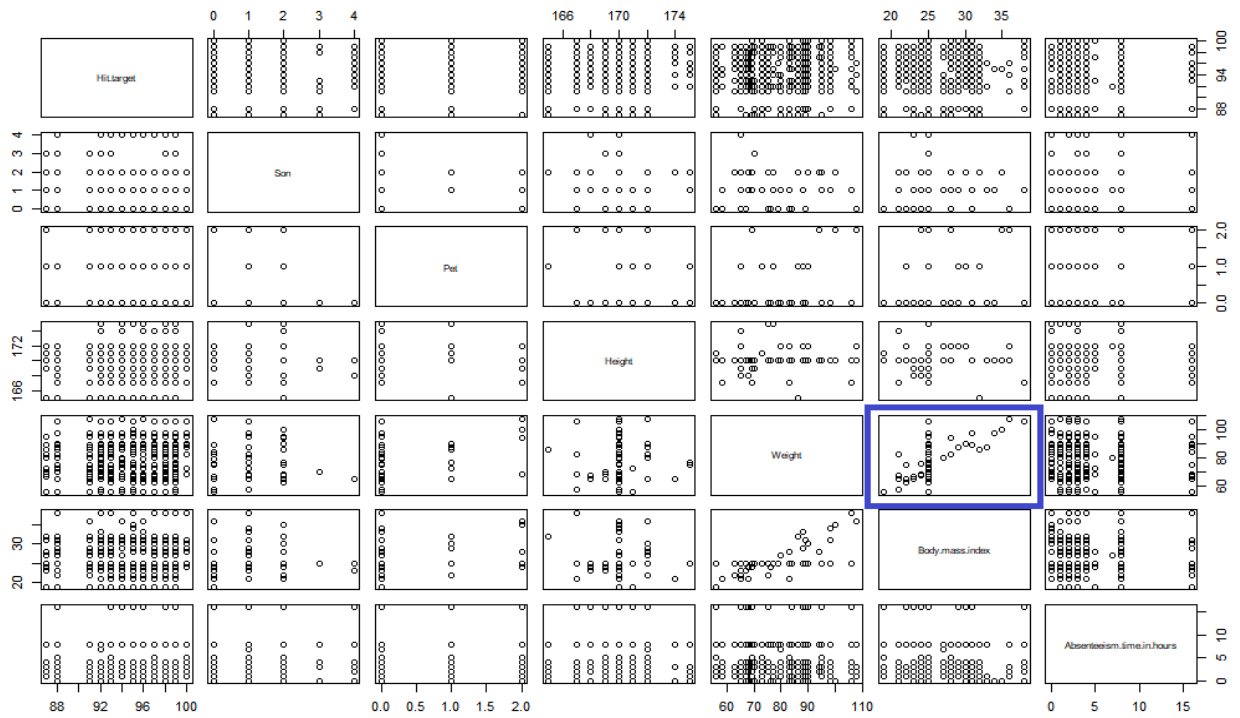 0 1 2 3 4 166 170 174 20 25 30 35
Hit.target 88 94 100
0 1 2 3 4 Son
Pet 0.0 1.0 2.0
166 172 Height
Weight 60 80 100
20 30 Body.mass.index
Absenteeism.time.in.hours 0 5 10
88 92 96 100 0.0 0.5 1.0 1.5 2.0 60 70 80 90 110 0 5 10 15